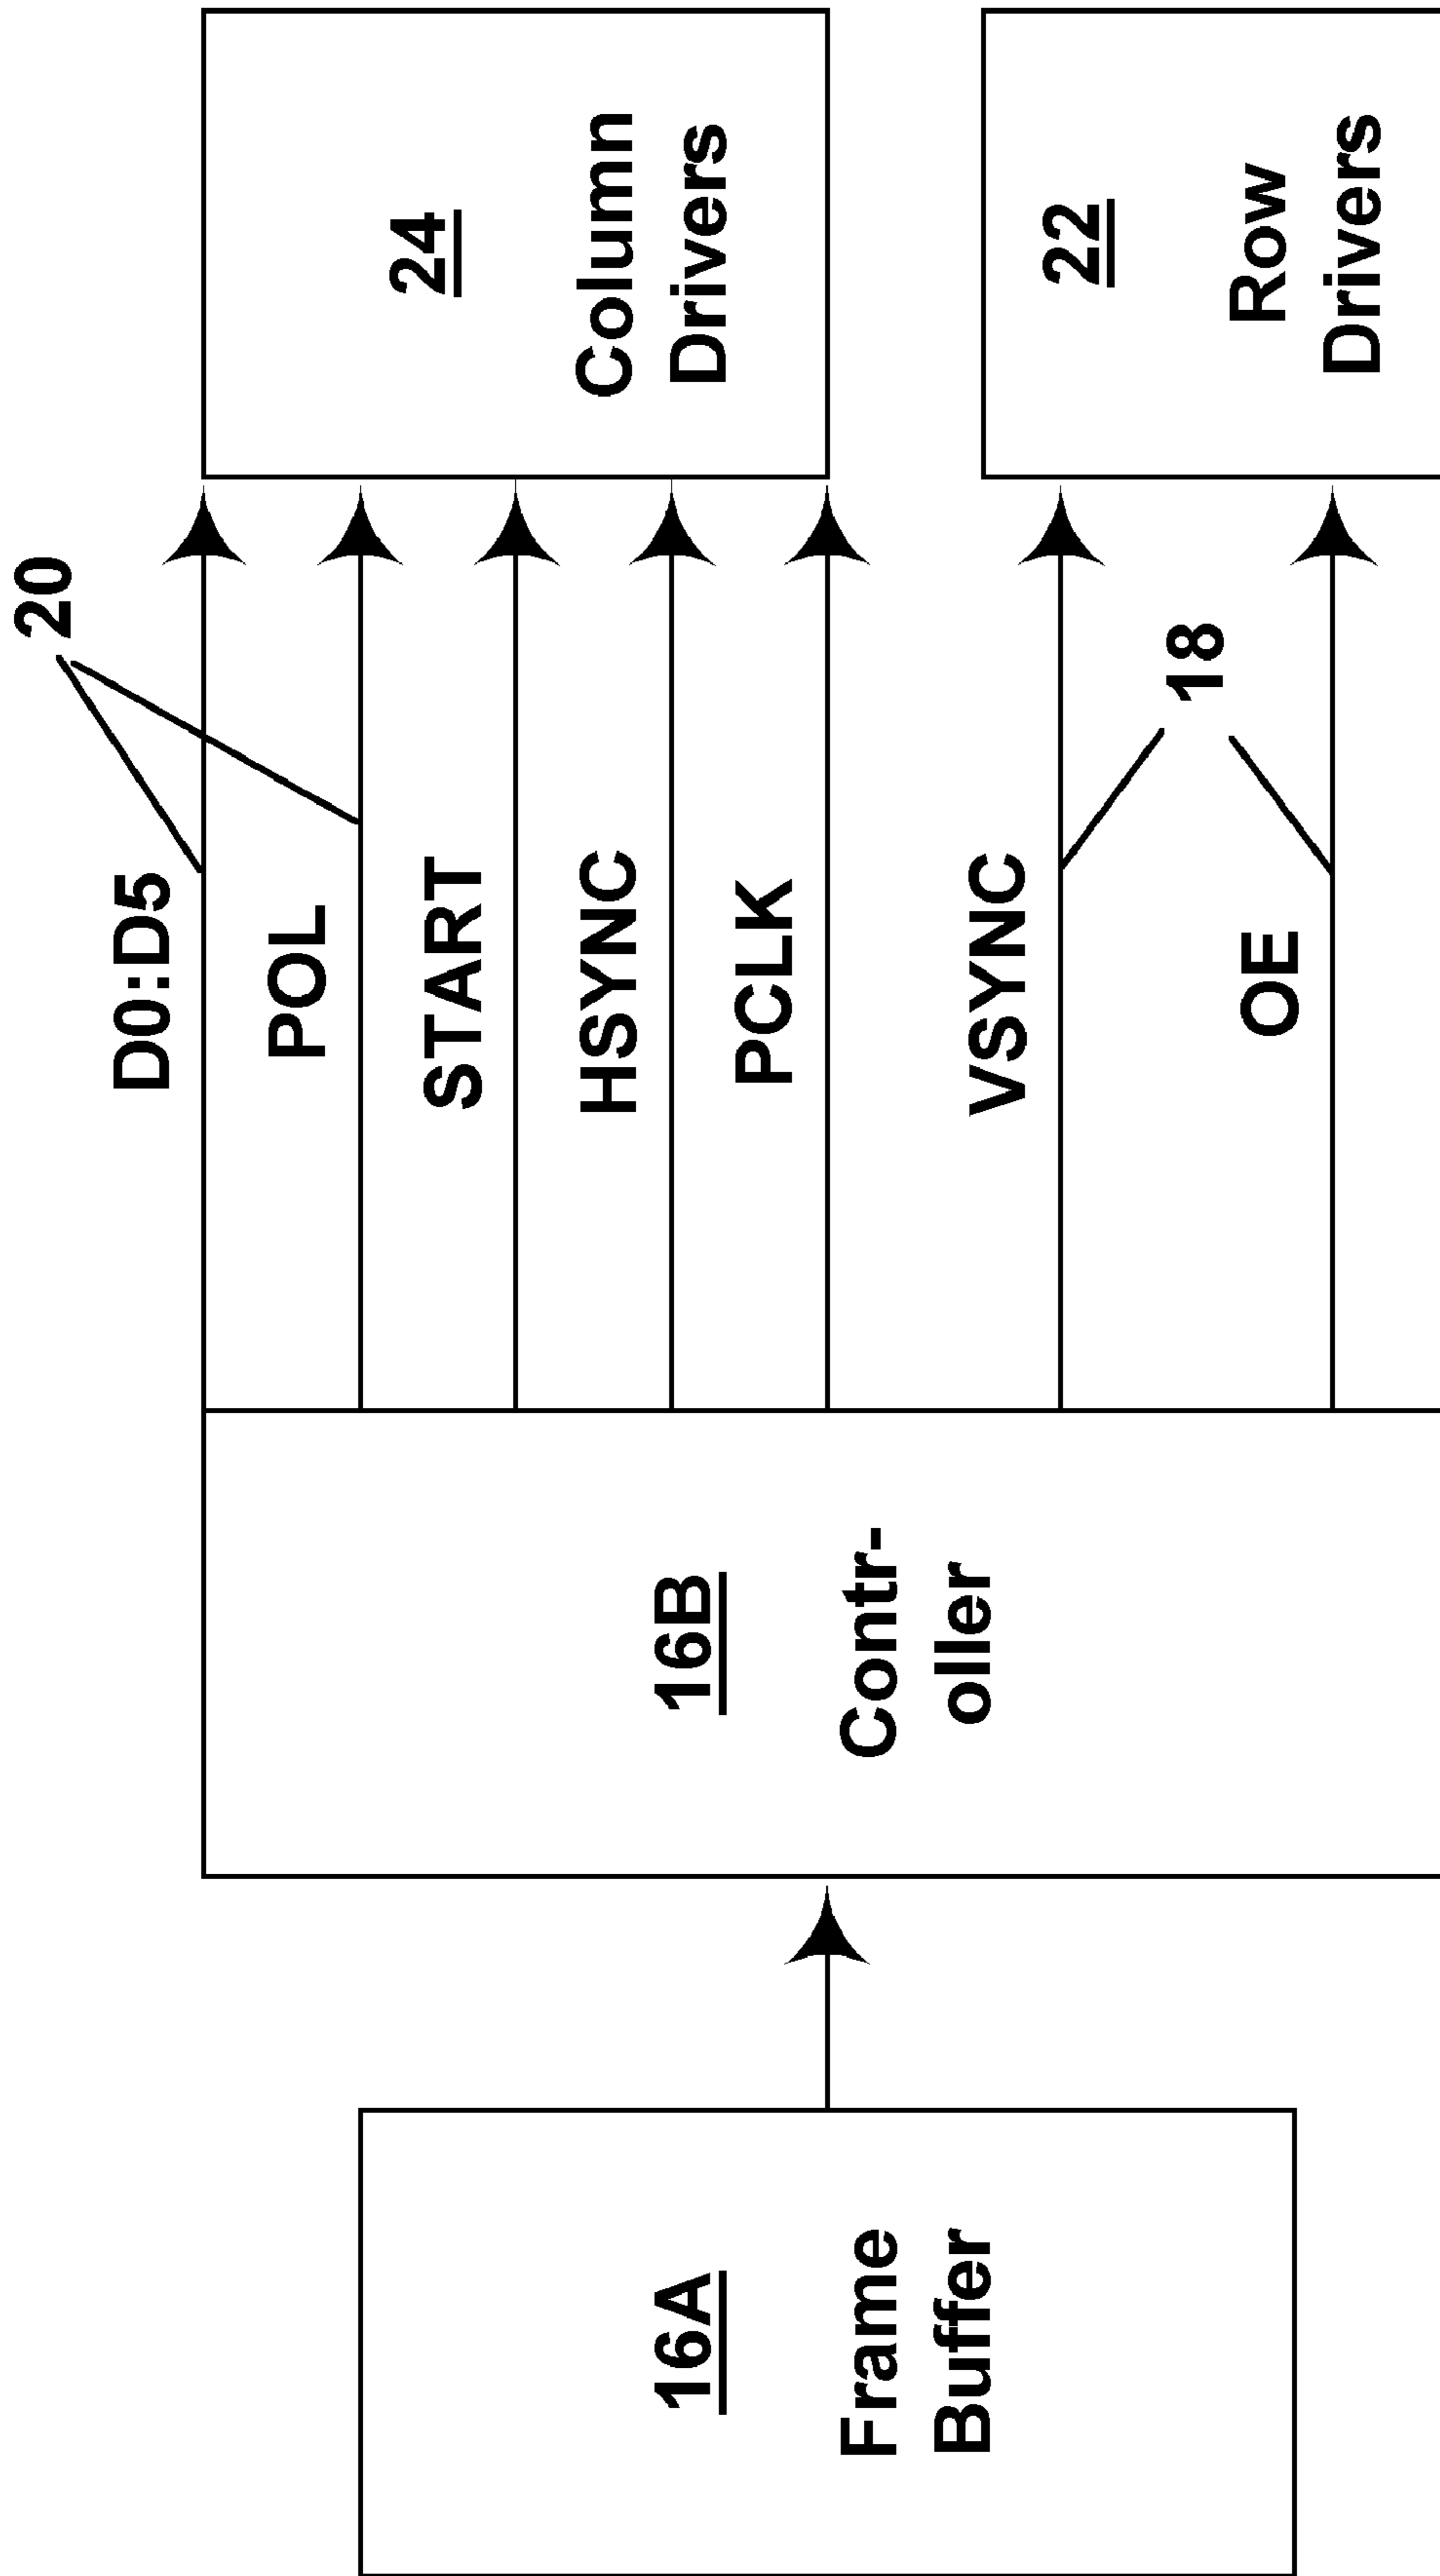 16A
Frame
Buffer
16B
Contr-
oller
20
D0:D5
POL
START
HSYNC
PCLK
VSYNC
18
OE
24
Column
Drivers
22
Row
Drivers